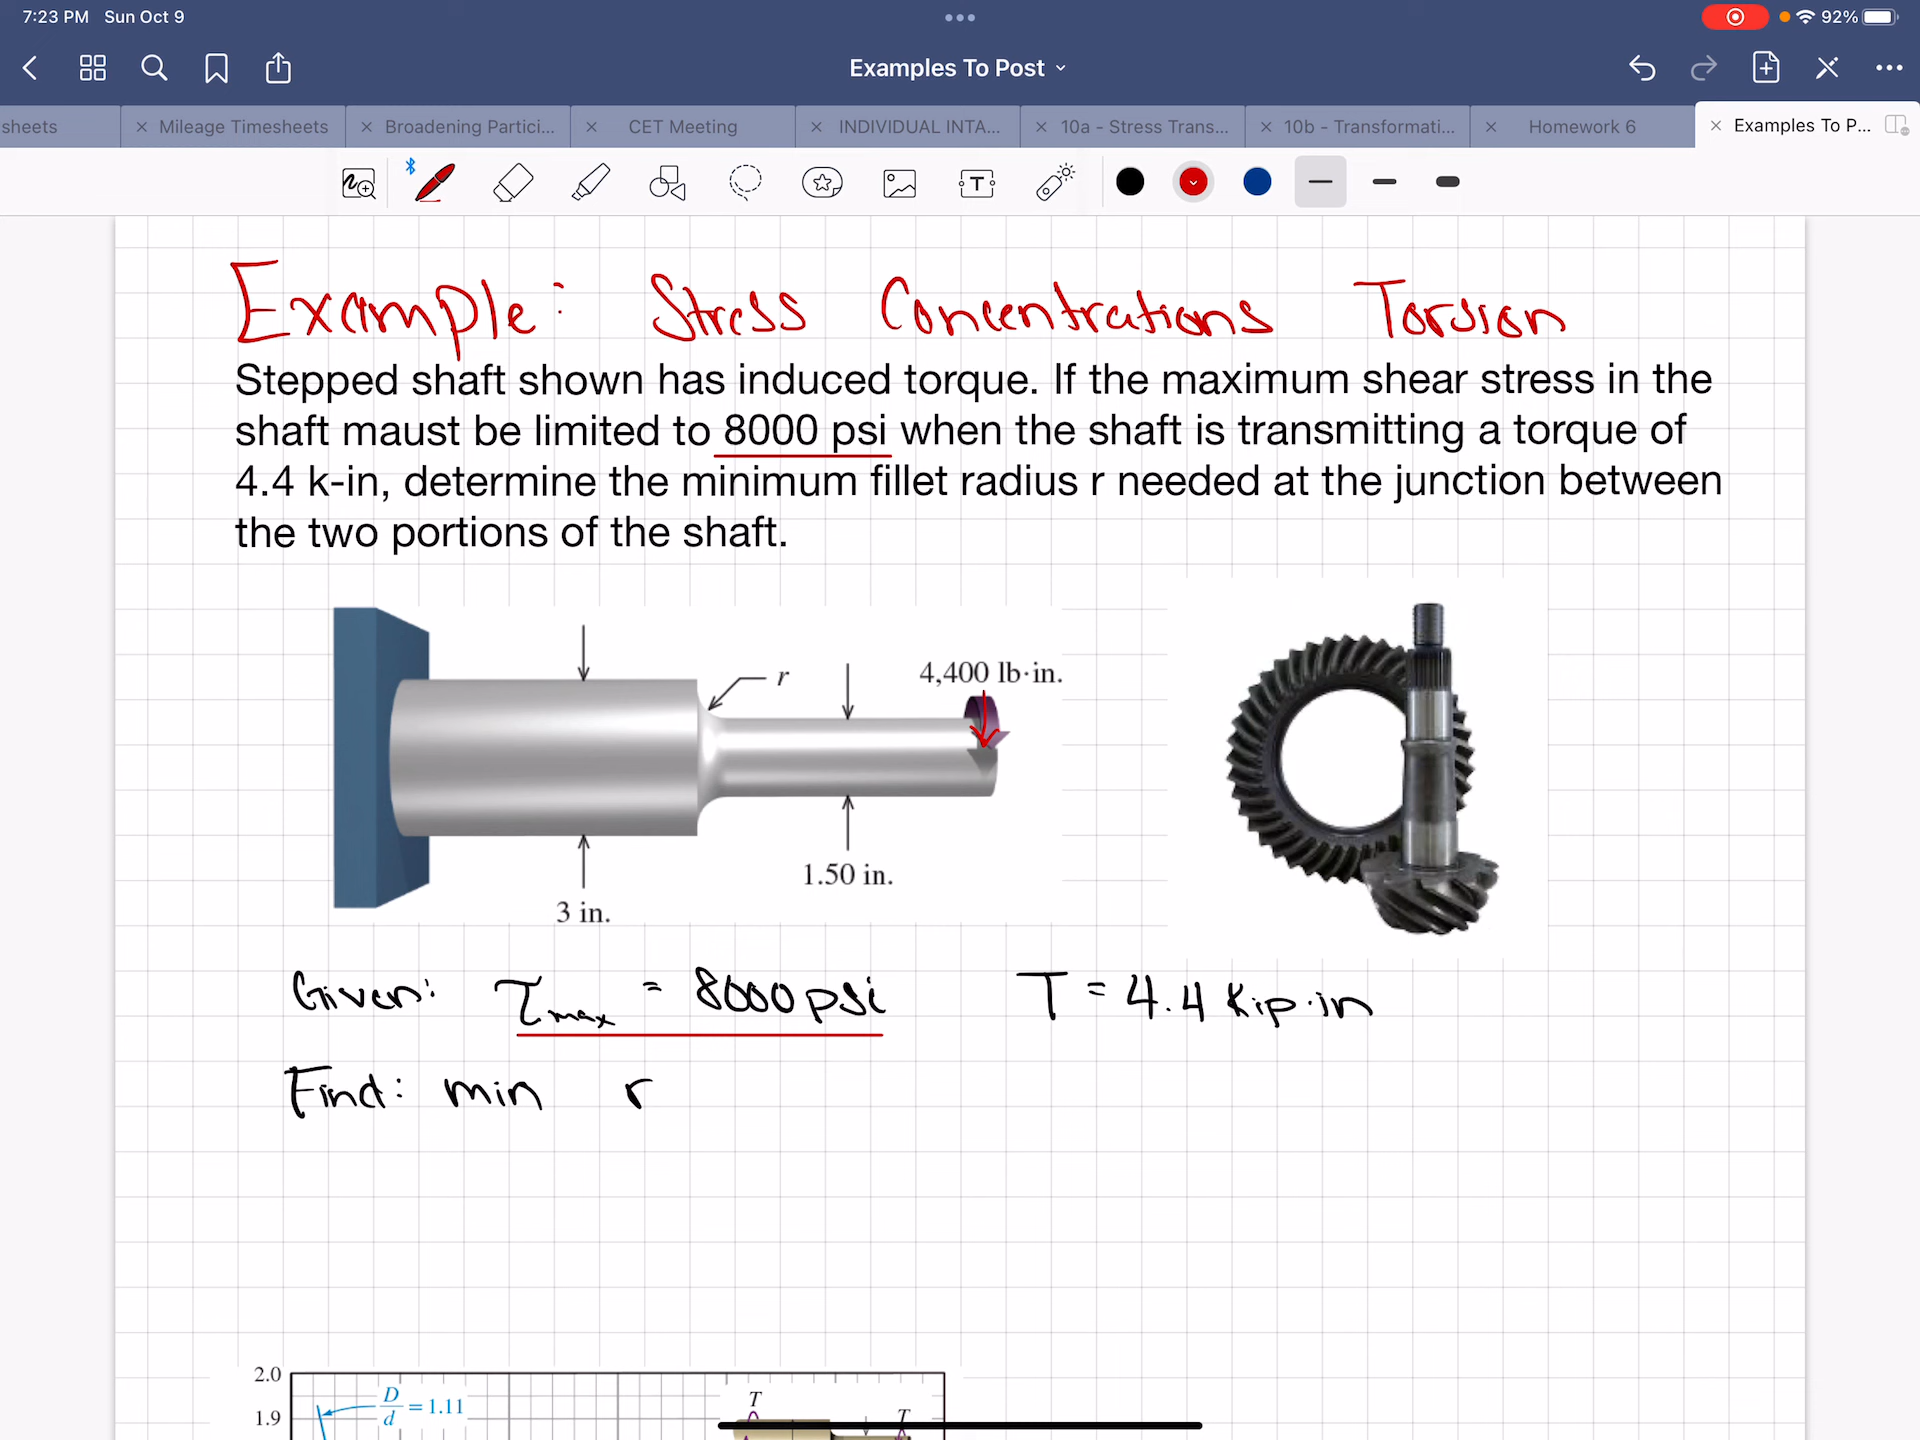 7:23 PM Sun Oct 9
92%
Examples To Post
sheets
Mileage Timesheets
Broadening Partici...
CET Meeting
INDIVIDUAL INTA...
10a - Stress Trans...
10b - Transformati...
Homework 6
Examples To P...
T
Example: Stress Concentrations Torsion
Stepped shaft shown has induced torque. If the maximum shear stress in the
shaft maust be limited to 8000 psi when the shaft is transmitting a torque of
4.4 k-in, determine the minimum fillet radius r needed at the junction between
the two portions of the shaft.
r
4,400 lb·in.
1.50 in.
3 in.
Given: τmax = 8000 psi T = 4.4 Kip·in
Find: min r
2.0
D/d = 1.11
T
1.9
T